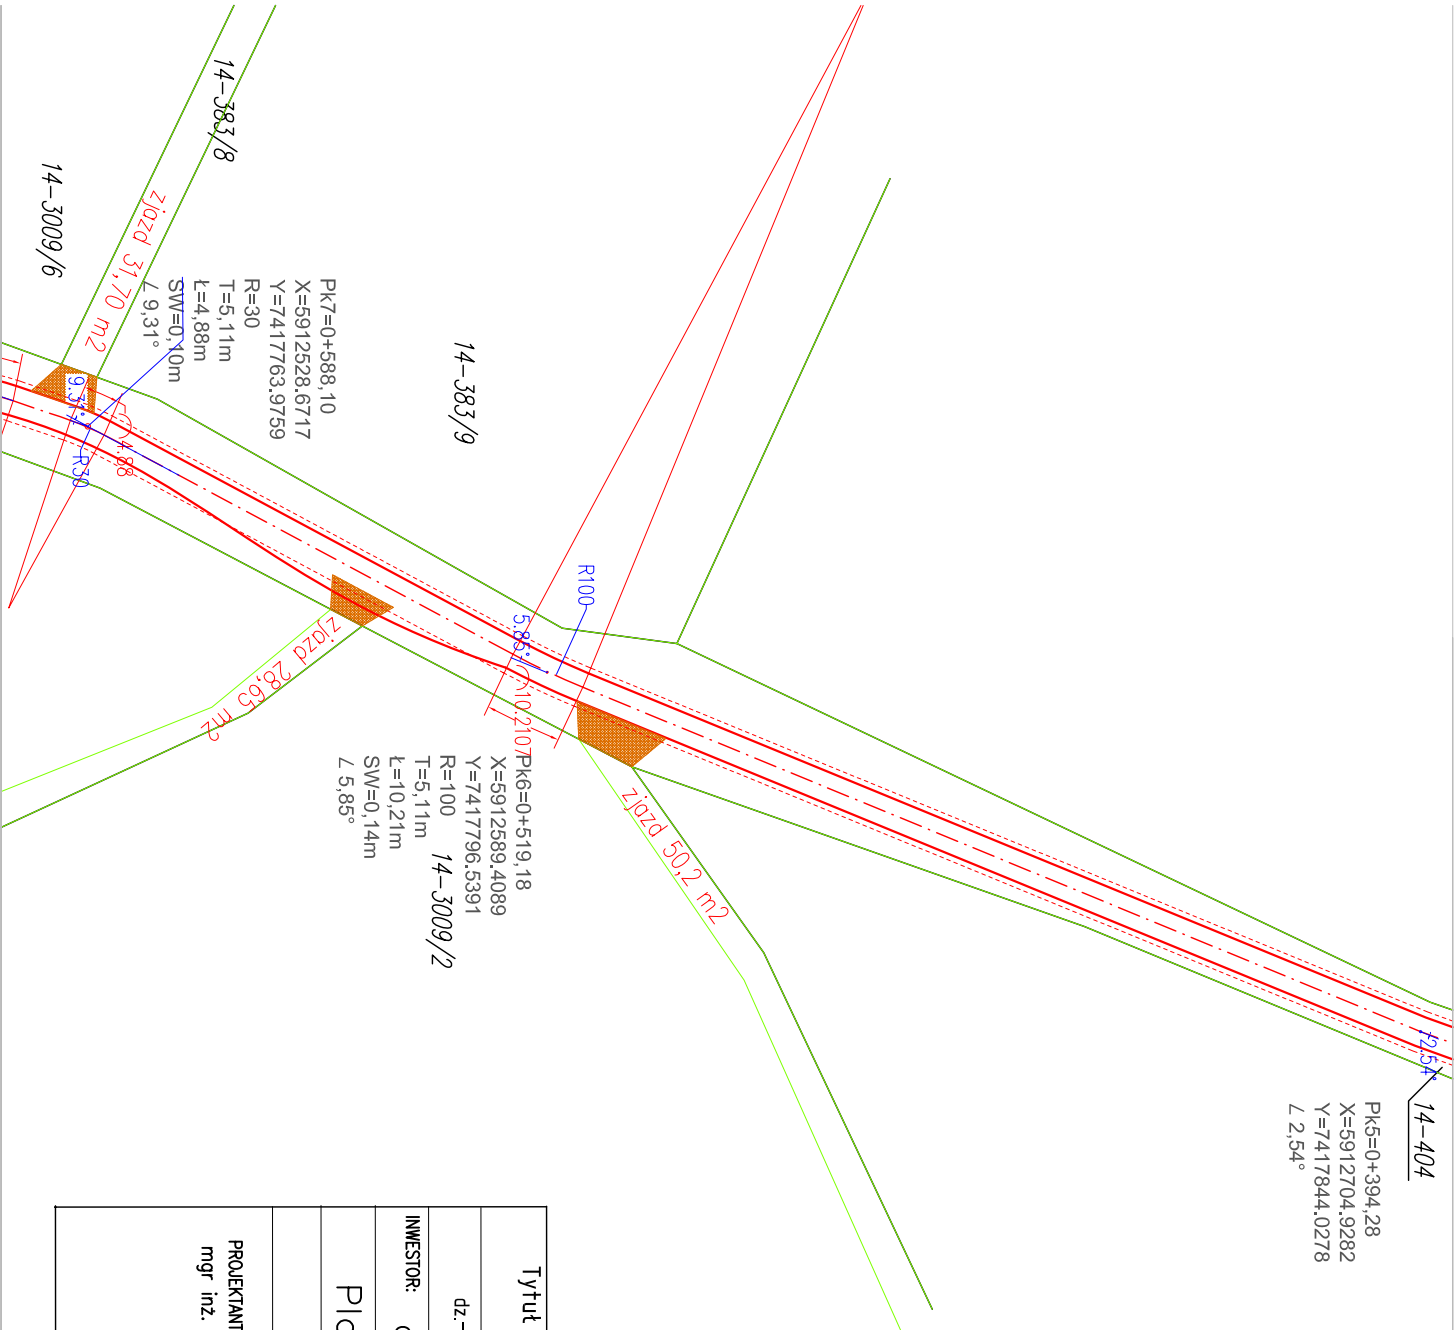 14-383/8
14-3009/6
zjazd 31,70 m2
Pk7=0+588,10
X=5912528.6717
Y=7417763.9759
R=30
T=5,11m
Ł=4,88m
SW=0,10m
∠ 9,31°
14-383/9
9.31°
4.88
R30
R100
5.85°
10.2107
zjazd 28,65 m2
Pk6=0+519,18
X=5912589.4089
Y=7417796.5391
R=100
T=5,11m
Ł=10,21m
SW=0,14m
∠ 5,85°
14-3009/2
zjazd 50,2 m2
2.54°
14-404
Pk5=0+394,28
X=5912704.9282
Y=7417844.0278
∠ 2,54°
Tytuł
dz.-
INWESTOR:
PROJEKTANT
mgr inż.